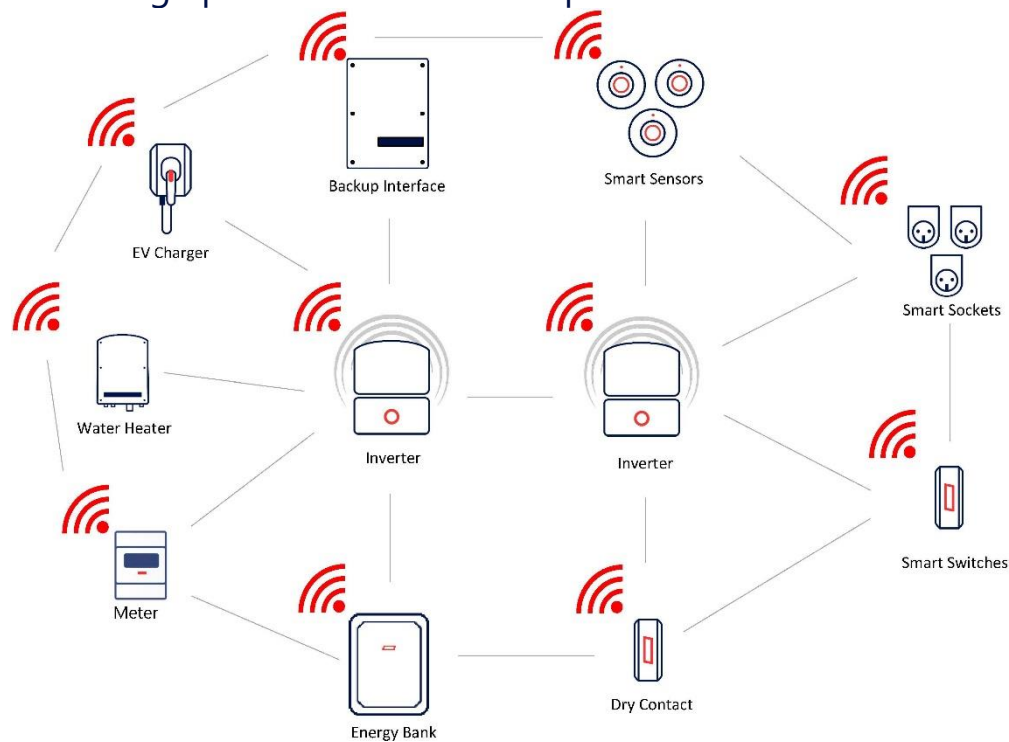 Backup Interface
Smart Sensors
EV Charger
Smart Sockets
Water Heater
Inverter
Inverter
Smart Switches
Meter
Dry Contact
Energy Bank